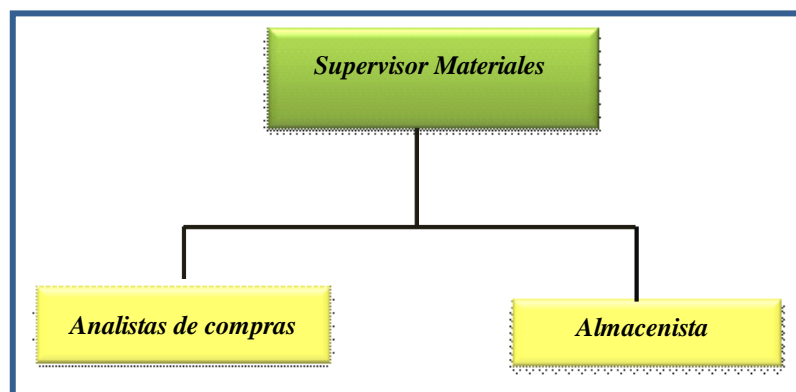 Supervisor Materiales
Analistas de compras
Almacenista